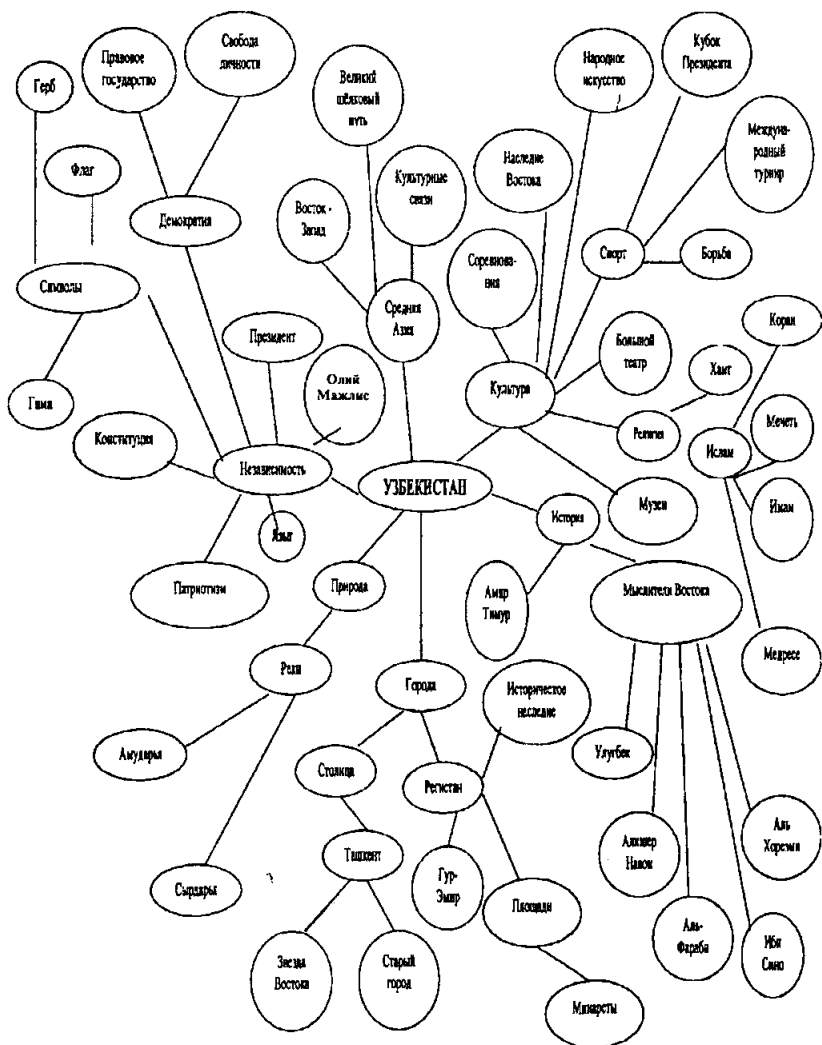 Свобода
личности
Правовое
государство
Герб
Флаг
Демократия
Символы
Гимн
Великий
шёлковый
путь
Восток -
Запад
Культурные
связи
Средняя
Азия
Народное
искусство
Кубок
Президента
Междуна-
родный
турнир
Наследие
Востока
Соревнова-
ния
Спорт
Борьба
Коран
Большой
театр
Хаит
Мечеть
Культура
Религия
Ислам
Имам
Музеи
Президент
Олий
Мажлис
Конституция
Независимость
УЗБЕКИСТАН
История
Язык
Патриотизм
Природа
Амир
Тимур
Мыслители Востока
Медресе
Реки
Города
Историческое
наследие
Амударья
Столица
Регистан
Улугбек
Ташкент
Гур-
Эмир
Алишер
Навои
Аль
Хорезми
Сырдарья
Площади
Аль-
Фараби
Ибн
Сино
Звезда
Востока
Старый
город
Минареты